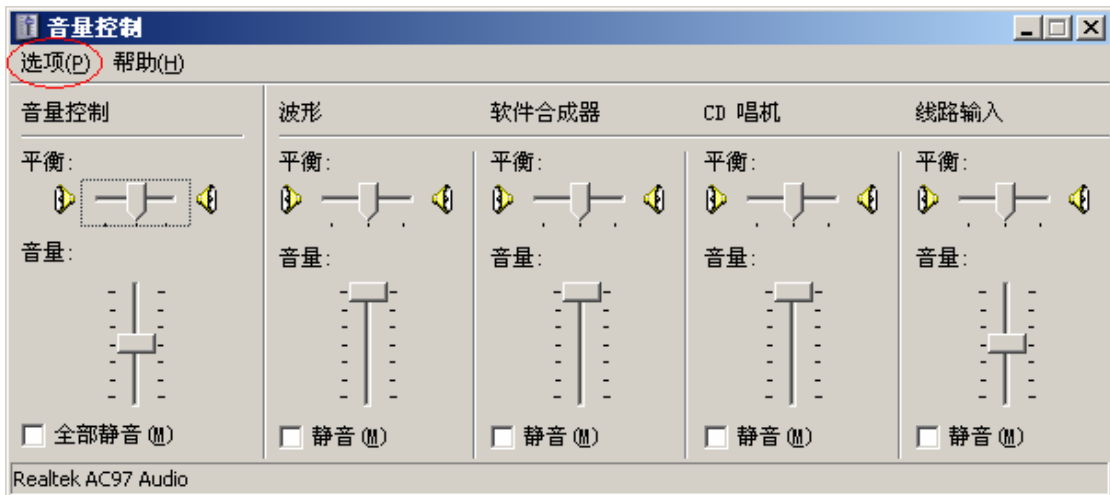 音量控制
选项(P) 帮助(H)
音量控制 波形 软件合成器 CD 唱机 线路输入
平衡: 平衡: 平衡: 平衡: 平衡:
音量: 音量: 音量: 音量: 音量:
全部静音(M) 静音(M) 静音(M) 静音(M) 静音(M)
Realtek AC97 Audio